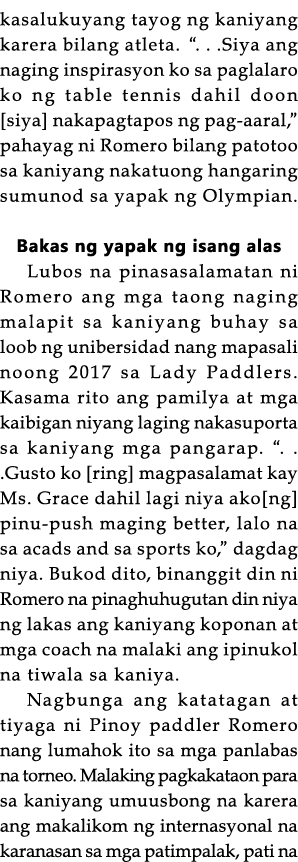 kasalukuyang tayog ng kaniyang
karera bilang atleta. “. . .Siya ang
naging inspirasyon ko sa paglalaro
ko ng table tennis dahil doon
[siya] nakapagtapos ng pag-aaral,”
pahayag ni Romero bilang patotoo
sa kaniyang nakatuong hangaring
sumunod sa yapak ng Olympian.
Bakas ng yapak ng isang alas
Lubos na pinasasalamatan ni
Romero ang mga taong naging
malapit sa kaniyang buhay sa
loob ng unibersidad nang mapasali
noong 2017 sa Lady Paddlers.
Kasama rito ang pamilya at mga
kaibigan niyang laging nakasuporta
sa kaniyang mga pangarap. “. .
.Gusto ko [ring] magpasalamat kay
Ms. Grace dahil lagi niya ako[ng]
pinu-push maging better, lalo na
sa acads and sa sports ko,” dagdag
niya. Bukod dito, binanggit din ni
Romero na pinaghuhugutan din niya
ng lakas ang kaniyang koponan at
mga coach na malaki ang ipinukol
na tiwala sa kaniya.
Nagbunga ang katatagan at
tiyaga ni Pinoy paddler Romero
nang lumahok ito sa mga panlabas
na torneo. Malaking pagkakataon para
sa kaniyang umuusbong na karera
ang makalikom ng internasyonal na
karanasan sa mga patimpalak, pati na